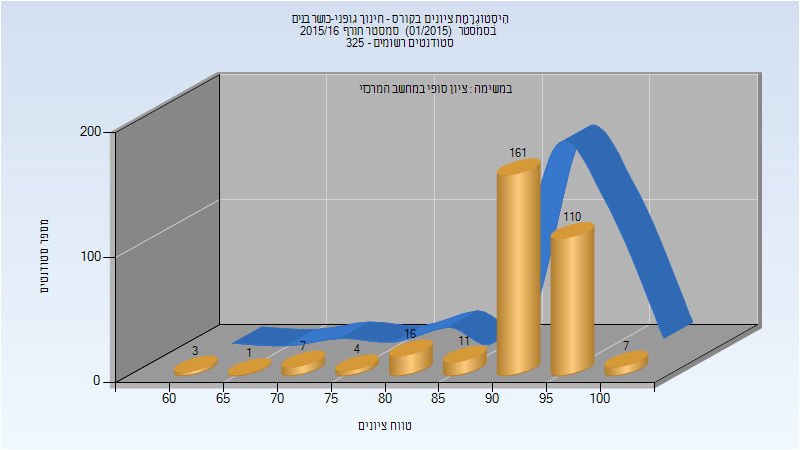 היסטוגרמת ציונים בקורס - חינוך גופני-כושר בנים
בסמסטר (01/2015) סמסטר חורף 2015/16
סטודנטים רשומים - 325
במשימה : ציון סופי במחשב המרכזי
מספר סטודנטים
200
100
0
3
1
7
4
16
11
161
110
7
60 65 70 75 80 85 90 95 100
טווח ציונים